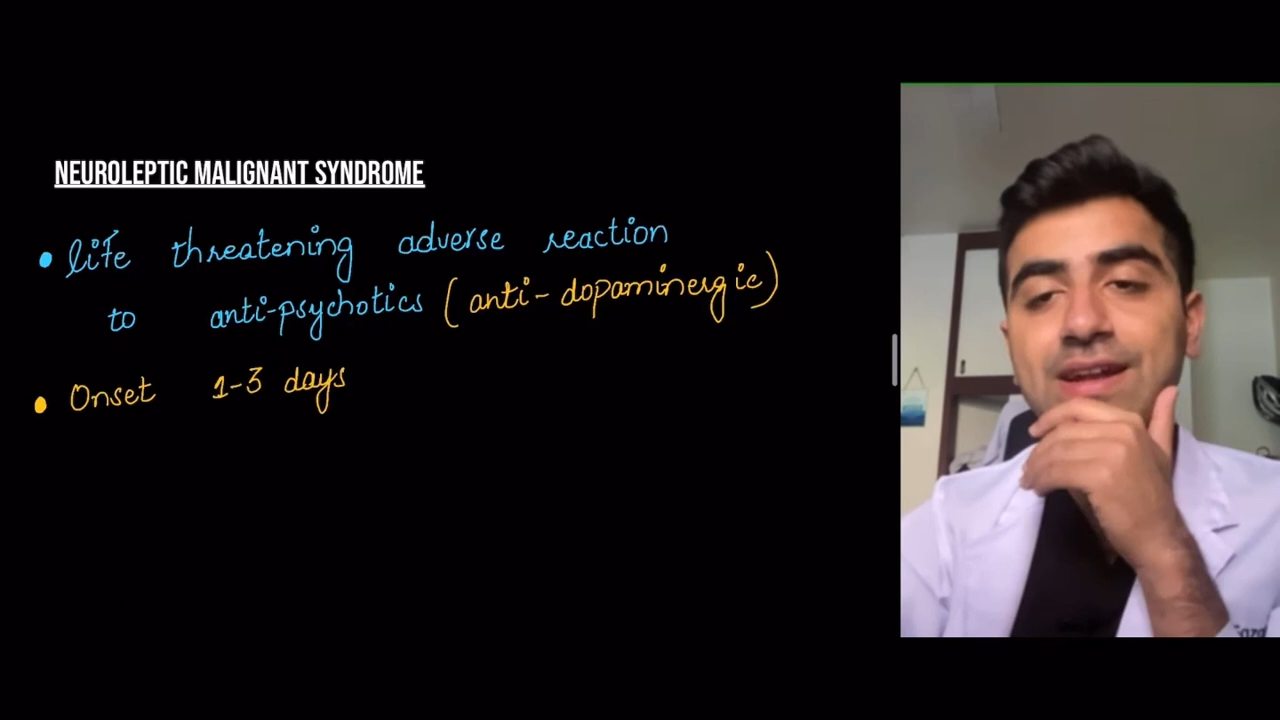 NEUROLEPTIC MALIGNANT SYNDROME
• life threatening adverse reaction
to anti-psychotics (anti-dopaminergic)
• Onset 1-3 days